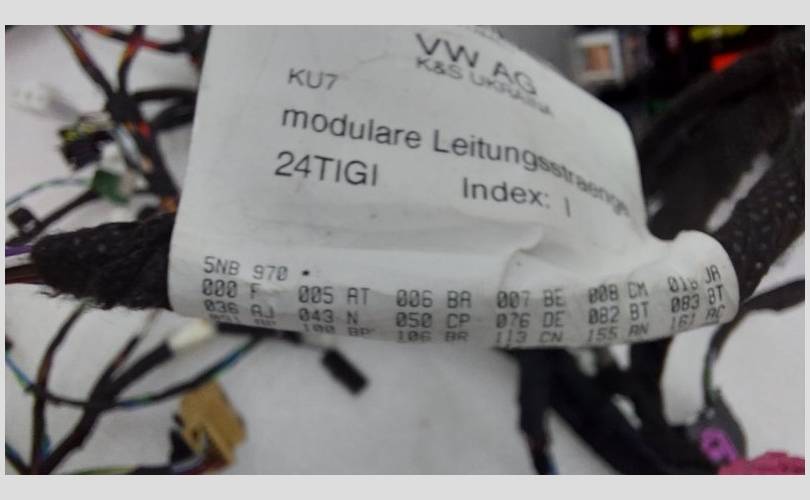 VW AG
K&S UKRAINA
KU7
modulare Leitungsstraenge
24TIGI Index: I
5NB 970 •
000 F 005 AT 006 BA 007 BE 008 CM 018 JA
036 AJ 043 N 050 CP 076 DE 082 BT 083 BT
100 BP 106 BR 113 CN 155 AN 161 AC